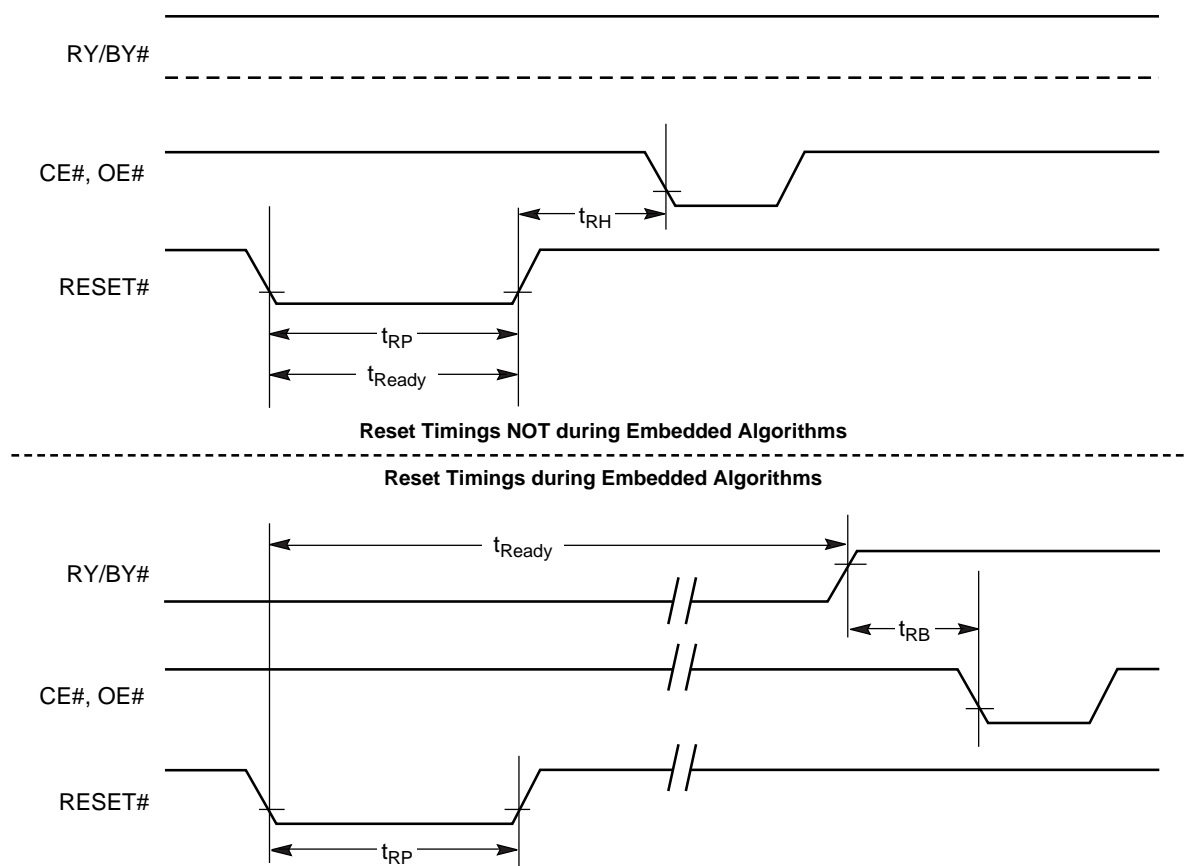 RY/BY#
CE#, OE#
tRH
RESET#
tRP
tReady
Reset Timings NOT during Embedded Algorithms
Reset Timings during Embedded Algorithms
tReady
RY/BY#
tRB
CE#, OE#
RESET#
tRP